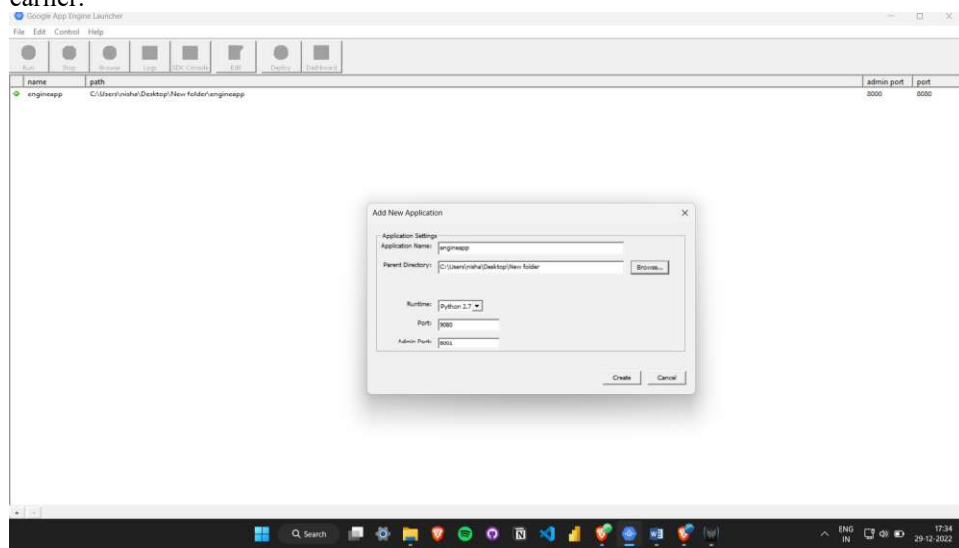 earlier.
Google App Engine Launcher
File Edit Control Help
Run Stop Browse Logs SDK Console Edit Deploy Dashboard
name path admin port port
engineapp C:\Users\nisha\Desktop\New folder\engineapp 8000 8080
Add New Application
Application Settings
Application Name: engineapp
Parent Directory: C:\Users\nisha\Desktop\New folder Browse...
Runtime: Python 2.7
Port:
Admin Port: 8001
Create Cancel
Search ENG 17:34
IN 29-12-2022